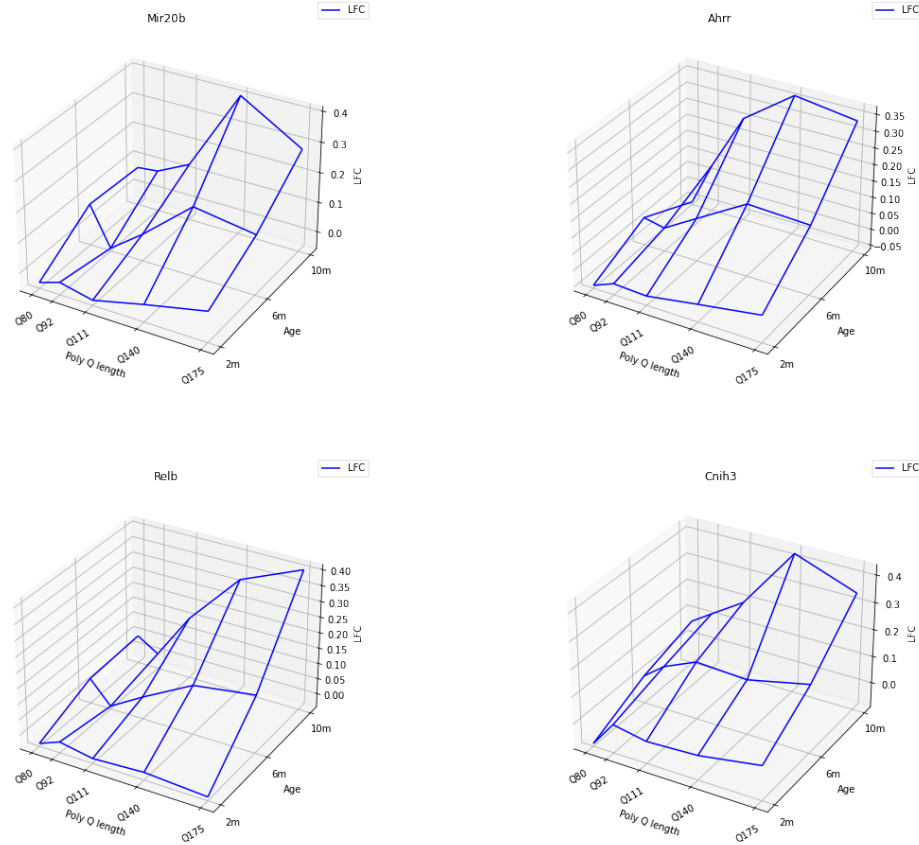 Mir20b
LFC
0.4
0.3
0.2
0.1
0.0
LFC
Q80
Q92
Q111
Q140
Q175
Poly Q length
2m
6m
10m
Age
Ahrr
LFC
0.35
0.30
0.25
0.20
0.15
0.10
0.05
0.00
−0.05
LFC
Q80
Q92
Q111
Q140
Q175
Poly Q length
2m
6m
10m
Age
Relb
LFC
0.40
0.35
0.30
0.25
0.20
0.15
0.10
0.05
0.00
LFC
Q80
Q92
Q111
Q140
Q175
Poly Q length
2m
6m
10m
Age
Cnih3
LFC
0.4
0.3
0.2
0.1
0.0
LFC
Q80
Q92
Q111
Q140
Q175
Poly Q length
2m
6m
10m
Age